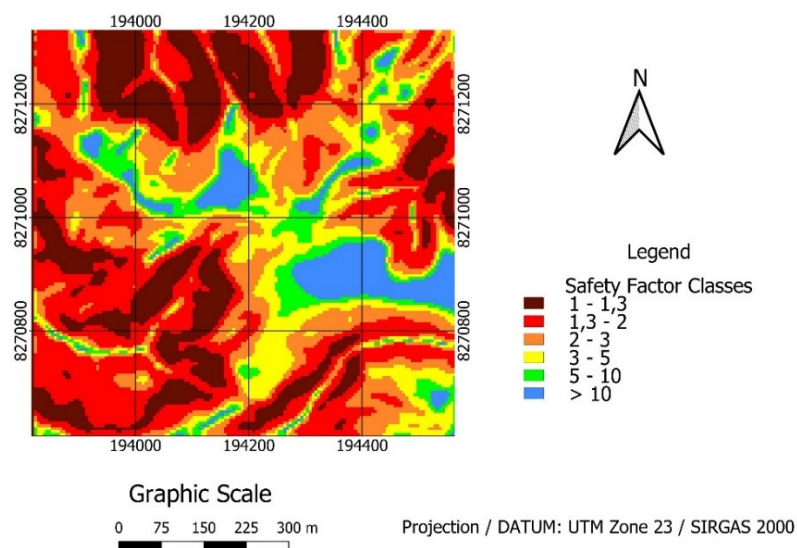 194000 194200 194400
8271200
8271000
8270800
8271200
8271000
8270800
194000 194200 194400
N
Legend
Safety Factor Classes
1 - 1,3
1,3 - 2
2 - 3
3 - 5
5 - 10
> 10
Graphic Scale
0 75 150 225 300 m
Projection / DATUM: UTM Zone 23 / SIRGAS 2000